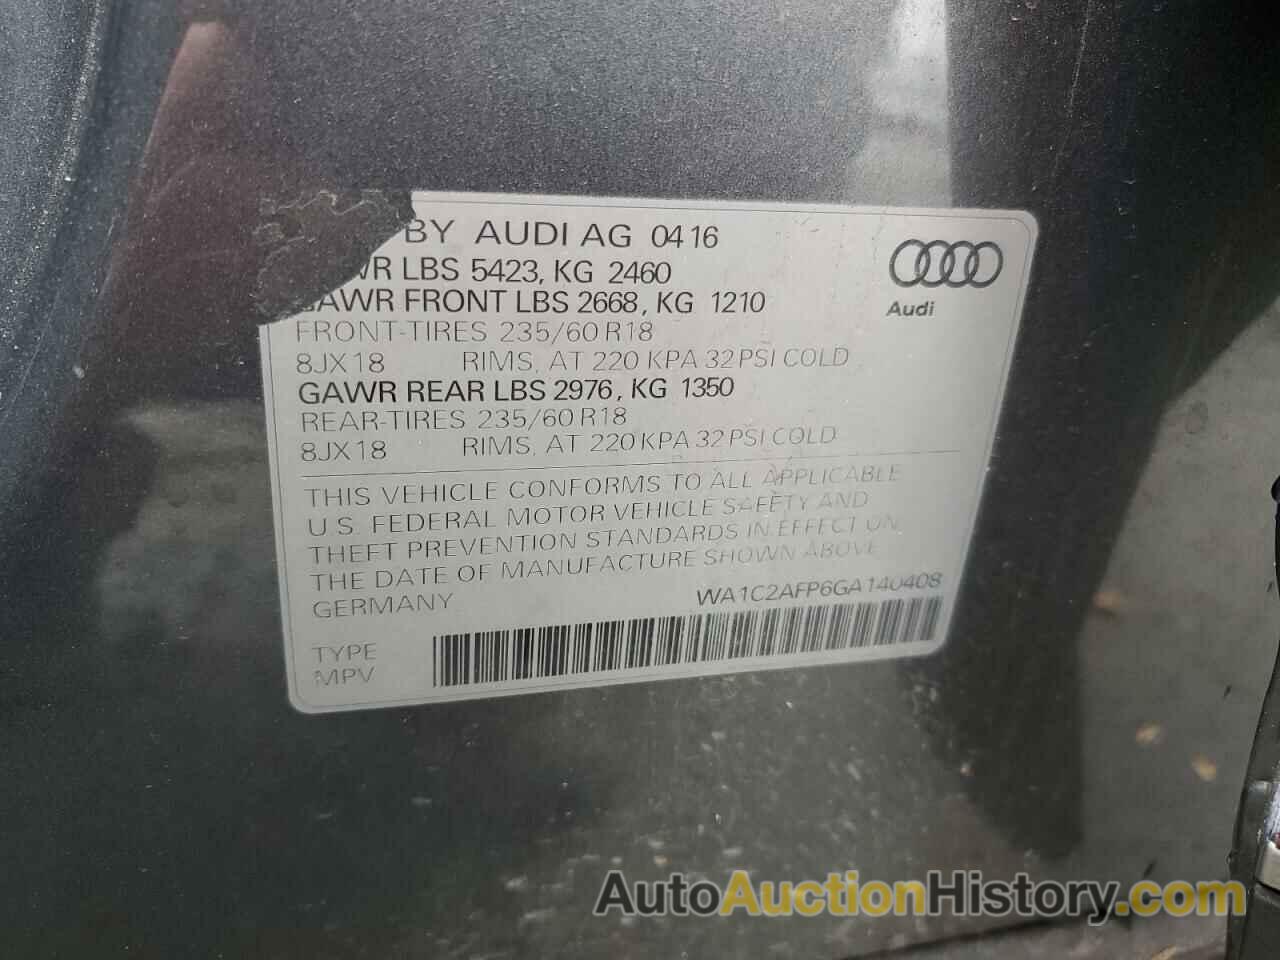 BY AUDI AG 0416
LBS 5423, KG 2460
GAWR FRONT LBS 2668, KG 1210
FRONT-TIRES 235/60 R18
8JX18 RIMS, AT 220 KPA 32 PSI COLD
GAWR REAR LBS 2976, KG 1350
REAR-TIRES 235/60 R18
8JX18 RIMS, AT 220 KPA 32 PSI COLD
Audi
THIS VEHICLE CONFORMS TO ALL APPLICABLE
U.S. FEDERAL MOTOR VEHICLE SAFETY AND
THEFT PREVENTION STANDARDS IN EFFECT ON
THE DATE OF MANUFACTURE SHOWN ABOVE
GERMANY
WA1C2AFP6GA140408
TYPE
MPV
AutoAuctionHistory.com